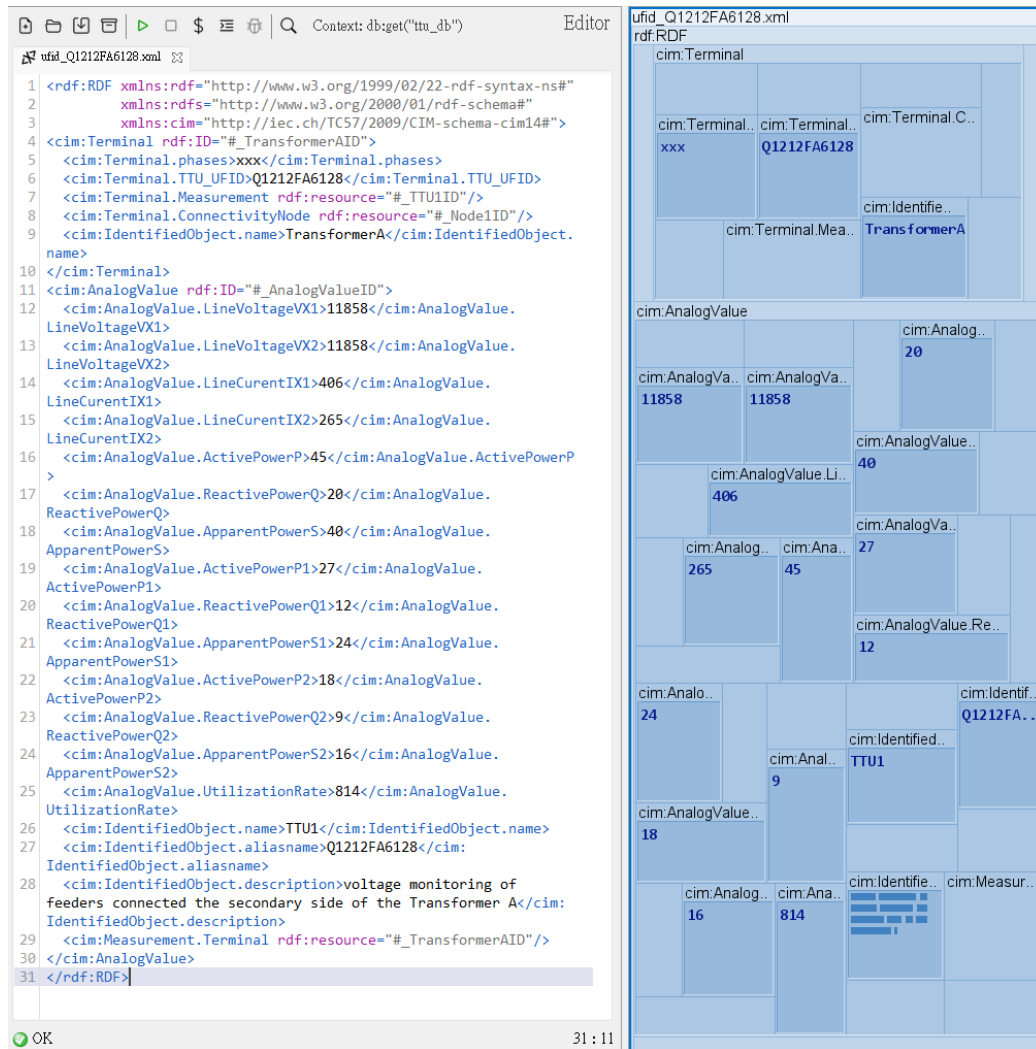 Context: db:get("ttu_db")
Editor
ufid_Q1212FA6128.xml
1 <rdf:RDF xmlns:rdf="http://www.w3.org/1999/02/22-rdf-syntax-ns#"
2 xmlns:rdfs="http://www.w3.org/2000/01/rdf-schema#"
3 xmlns:cim="http://iec.ch/TC57/2009/CIM-schema-cim14#">
4 <cim:Terminal rdf:ID="#_TransformerAID">
5 <cim:Terminal.phases>xxx</cim:Terminal.phases>
6 <cim:Terminal.TTU_UFID>Q1212FA6128</cim:Terminal.TTU_UFID>
7 <cim:Terminal.Measurement rdf:resource="#_TTU1ID"/>
8 <cim:Terminal.ConnectivityNode rdf:resource="#_Node1ID"/>
9 <cim:IdentifiedObject.name>TransformerA</cim:IdentifiedObject.
name>
10 </cim:Terminal>
11 <cim:AnalogValue rdf:ID="#_AnalogValueID">
12 <cim:AnalogValue.LineVoltageVX1>11858</cim:AnalogValue.
LineVoltageVX1>
13 <cim:AnalogValue.LineVoltageVX2>11858</cim:AnalogValue.
LineVoltageVX2>
14 <cim:AnalogValue.LineCurentIX1>406</cim:AnalogValue.
LineCurentIX1>
15 <cim:AnalogValue.LineCurentIX2>265</cim:AnalogValue.
LineCurentIX2>
16 <cim:AnalogValue.ActivePowerP>45</cim:AnalogValue.ActivePowerP
>
17 <cim:AnalogValue.ReactivePowerQ>20</cim:AnalogValue.
ReactivePowerQ>
18 <cim:AnalogValue.ApparentPowerS>40</cim:AnalogValue.
ApparentPowerS>
19 <cim:AnalogValue.ActivePowerP1>27</cim:AnalogValue.
ActivePowerP1>
20 <cim:AnalogValue.ReactivePowerQ1>12</cim:AnalogValue.
ReactivePowerQ1>
21 <cim:AnalogValue.ApparentPowerS1>24</cim:AnalogValue.
ApparentPowerS1>
22 <cim:AnalogValue.ActivePowerP2>18</cim:AnalogValue.
ActivePowerP2>
23 <cim:AnalogValue.ReactivePowerQ2>9</cim:AnalogValue.
ReactivePowerQ2>
24 <cim:AnalogValue.ApparentPowerS2>16</cim:AnalogValue.
ApparentPowerS2>
25 <cim:AnalogValue.UtilizationRate>814</cim:AnalogValue.
UtilizationRate>
26 <cim:IdentifiedObject.name>TTU1</cim:IdentifiedObject.name>
27 <cim:IdentifiedObject.aliasname>Q1212FA6128</cim:
IdentifiedObject.aliasname>
28 <cim:IdentifiedObject.description>voltage monitoring of
feeders connected the secondary side of the Transformer A</cim:
IdentifiedObject.description>
29 <cim:Measurement.Terminal rdf:resource="#_TransformerAID"/>
30 </cim:AnalogValue>
31 </rdf:RDF>
OK
31 : 11
ufid_Q1212FA6128.xml
rdf:RDF
cim:Terminal
cim:Terminal..
xxx
cim:Terminal..
Q1212FA6128
cim:Terminal.C..
cim:Terminal.Mea..
cim:Identifie..
TransformerA
cim:AnalogValue
cim:AnalogVa..
11858
cim:AnalogVa..
11858
cim:Analog..
20
cim:AnalogValue.Li..
406
cim:AnalogValue..
40
cim:Analog..
265
cim:Ana..
45
cim:AnalogVa..
27
cim:AnalogValue.Re..
12
cim:Analo..
24
cim:AnalogValue..
18
cim:Anal..
9
cim:Identified..
TTU1
cim:Identif..
Q1212FA..
cim:Analog..
16
cim:Ana..
814
cim:Identifie..
cim:Measur..